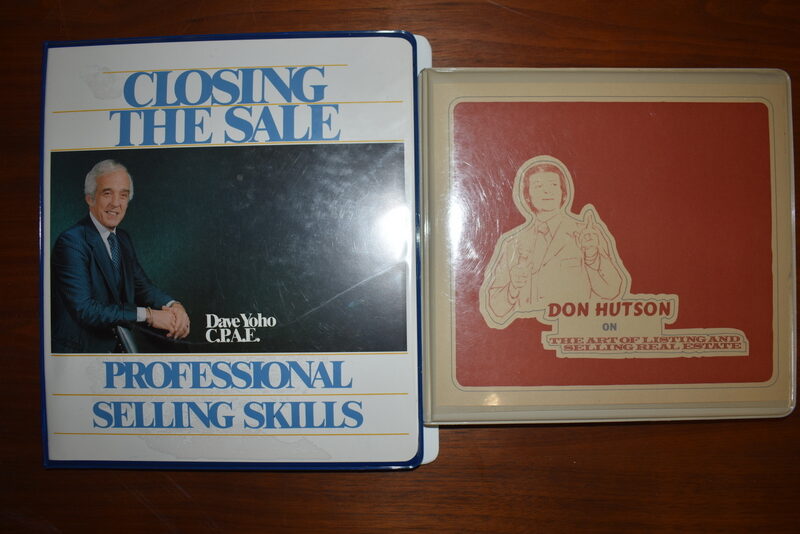 CLOSING
THE SALE
Dave Yoho
C.P.A.E.
PROFESSIONAL
SELLING SKILLS
DON HUTSON
ON
THE ART OF LISTING AND
SELLING REAL ESTATE